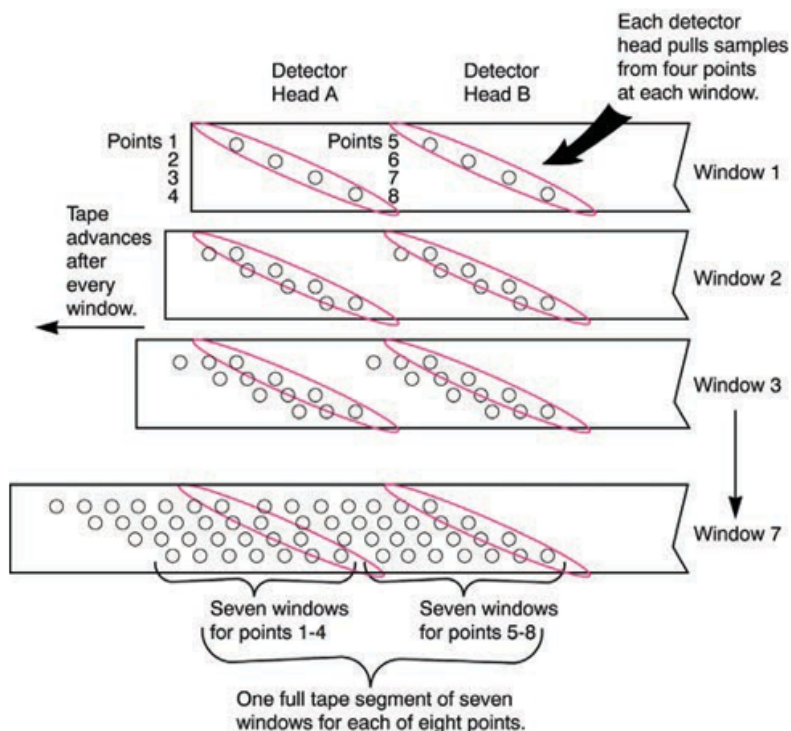 Each detector
head pulls samples
from four points
at each window.
Detector
Head A
Detector
Head B
Points 1
2
3
4
Points 5
6
7
8
Window 1
Tape
advances
after
every
window.
Window 2
Window 3
Window 7
Seven windows
for points 1-4
Seven windows
for points 5-8
One full tape segment of seven
windows for each of eight points.